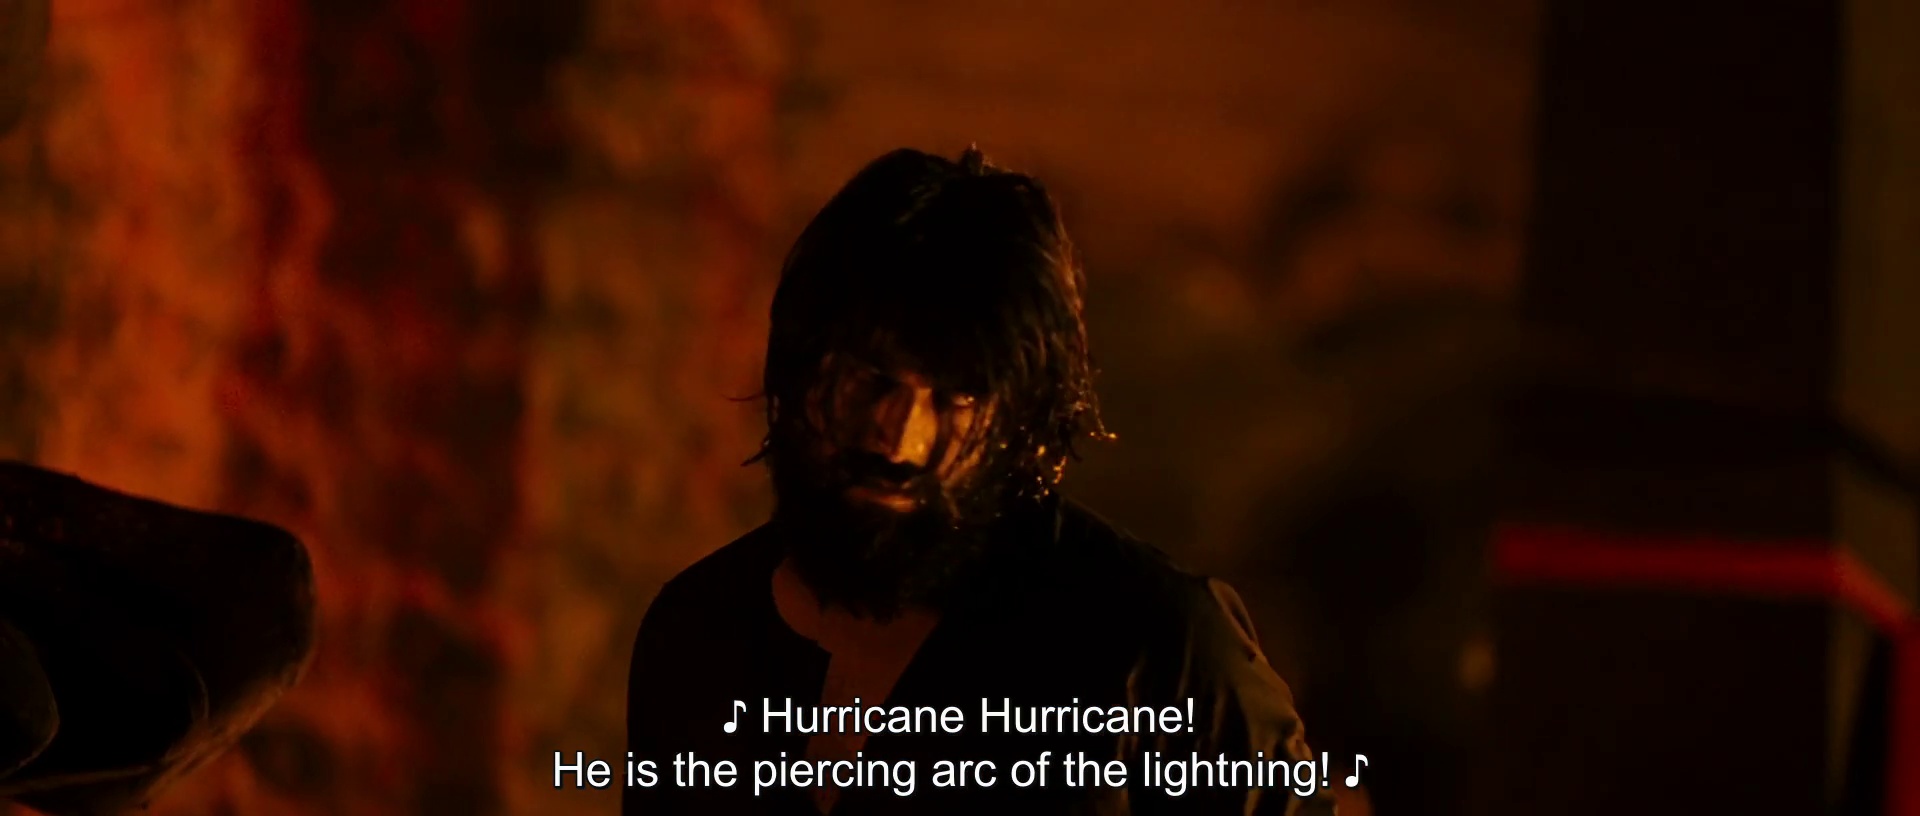 ♪ Hurricane Hurricane!
He is the piercing arc of the lightning! ♪